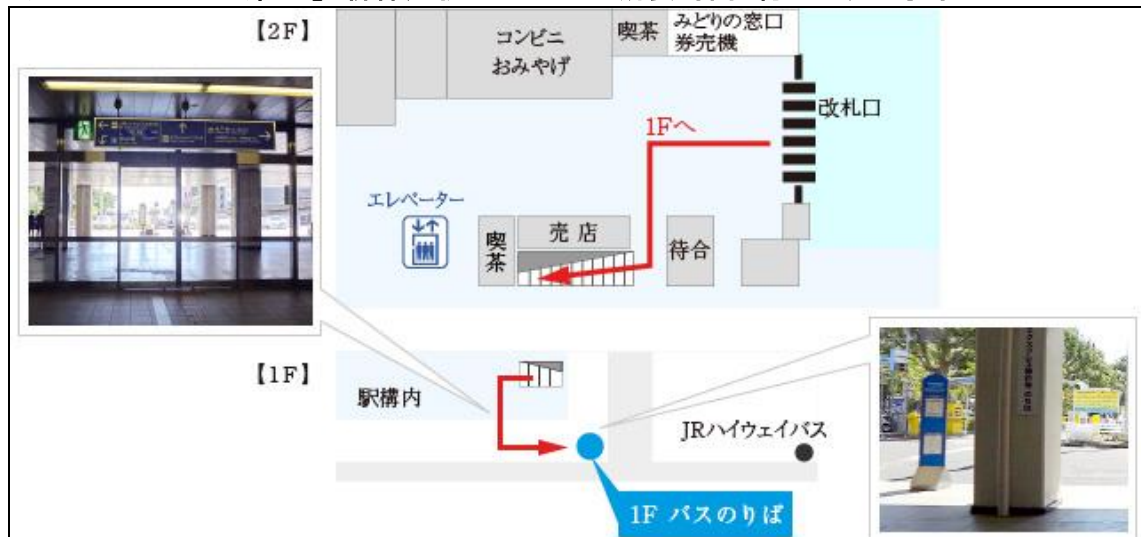 【2F】
コンビニ
おみやげ
喫茶
みどりの窓口
券売機
改札口
1Fへ
エレベーター
喫茶
売店
待合
【1F】
駅構内
JRハイウェイバス
1F バスのりば